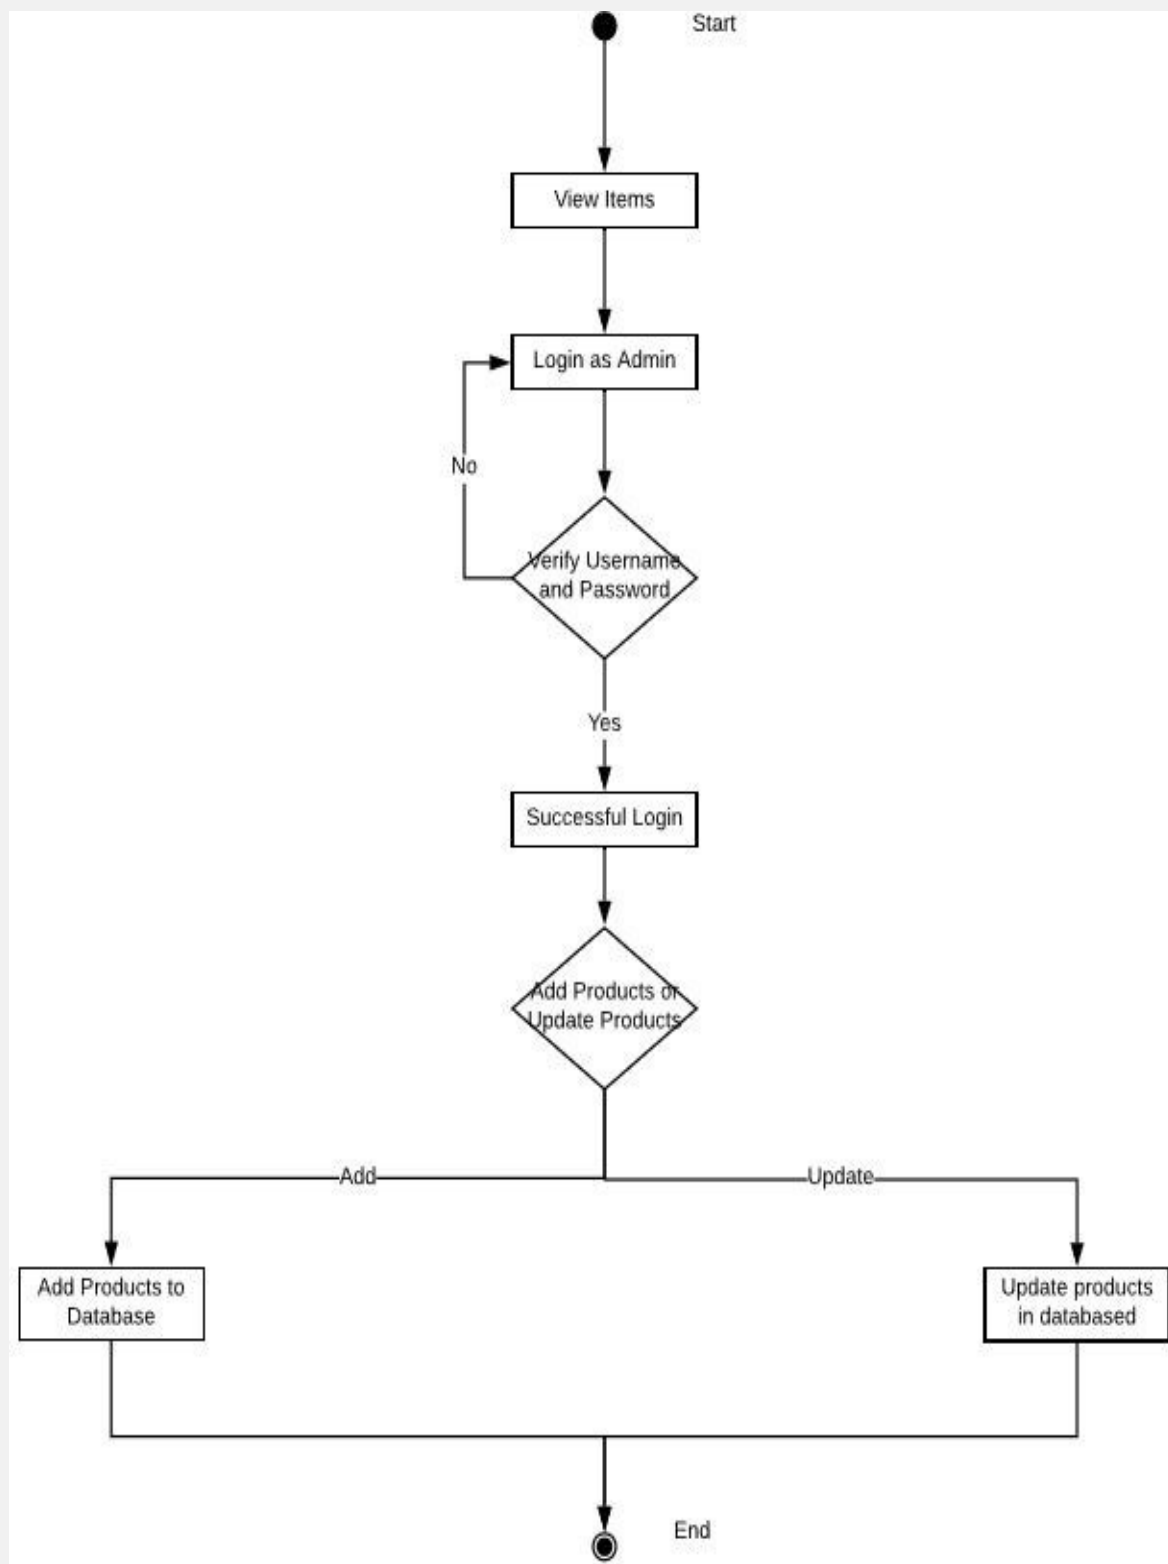 Start
View Items
Login as Admin
No
Verify Username
and Password
Yes
Successful Login
Add Products or
Update Products
Add
Update
Add Products to
Database
Update products
in databased
End